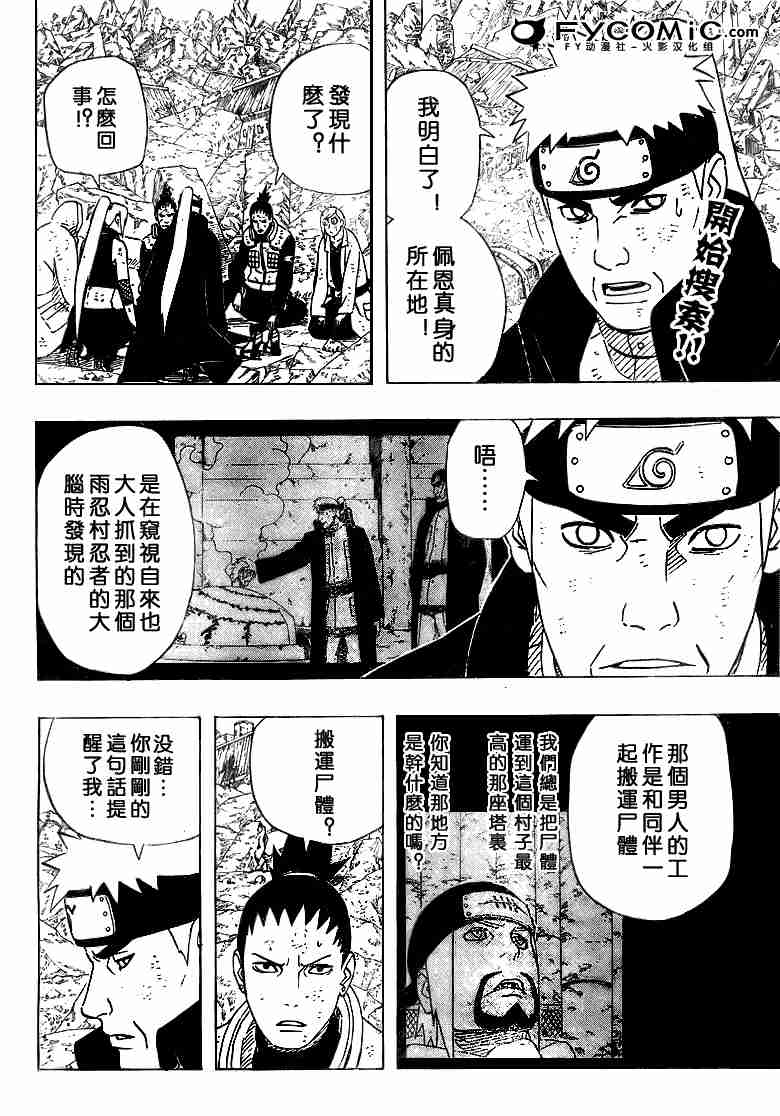 FYCOMIC.com
FY动漫社-火影汉化组
我明白了！
佩恩真身的
所在地！
開始搜索!!
發現什
麼了？
怎麼回
事!?
唔……
是在窺視自來也
大人抓到的那個
雨忍村忍者的大
腦時發現的
那個男人的工
作是和同伴一
起搬運尸體
我們總是把尸體
運到這個村子最
高的那座塔裏
你知道那地方
是幹什麼的嗎？
搬運尸體？
没錯…
你剛剛的
這句話提
醒了我…